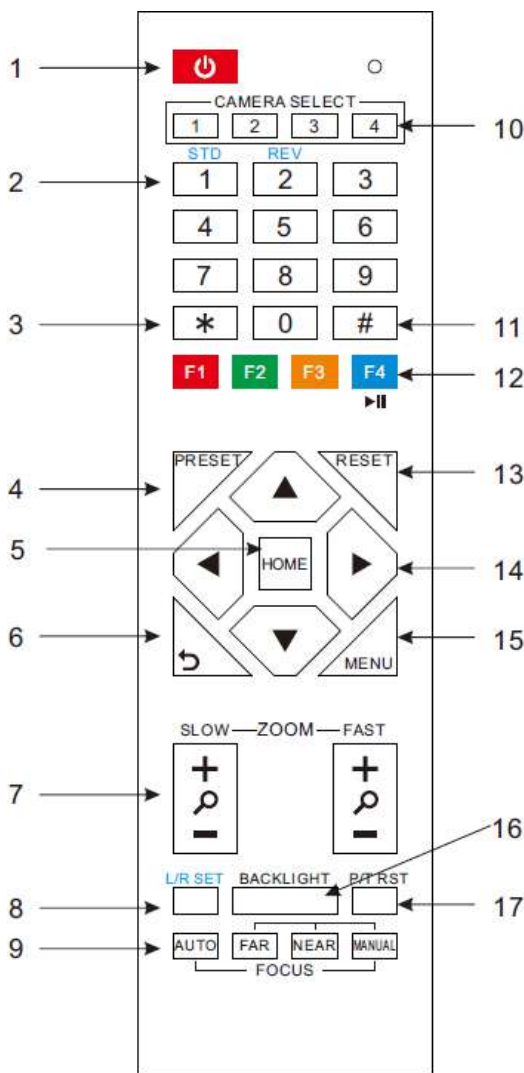 1
CAMERA SELECT
1 2 3 4 10
STD REV
2 1 2 3
4 5 6
7 8 9
3 * 0 # 11
F1 F2 F3 F4 12
PRESET RESET
4 13
5 HOME 14
6 15
MENU
SLOW ZOOM FAST
+ +
7
− −
16
L/R SET BACKLIGHT P/T RST
8 17
9 AUTO FAR NEAR MANUAL
FOCUS